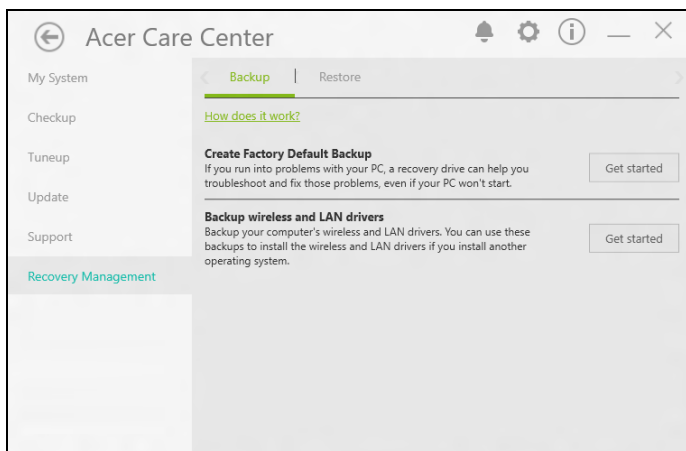 Acer Care Center
My System
Checkup
Tuneup
Update
Support
Recovery Management
Backup | Restore
How does it work?
Create Factory Default Backup
If you run into problems with your PC, a recovery drive can help you
troubleshoot and fix those problems, even if your PC won't start.
Get started
Backup wireless and LAN drivers
Backup your computer's wireless and LAN drivers. You can use these
backups to install the wireless and LAN drivers if you install another
operating system.
Get started